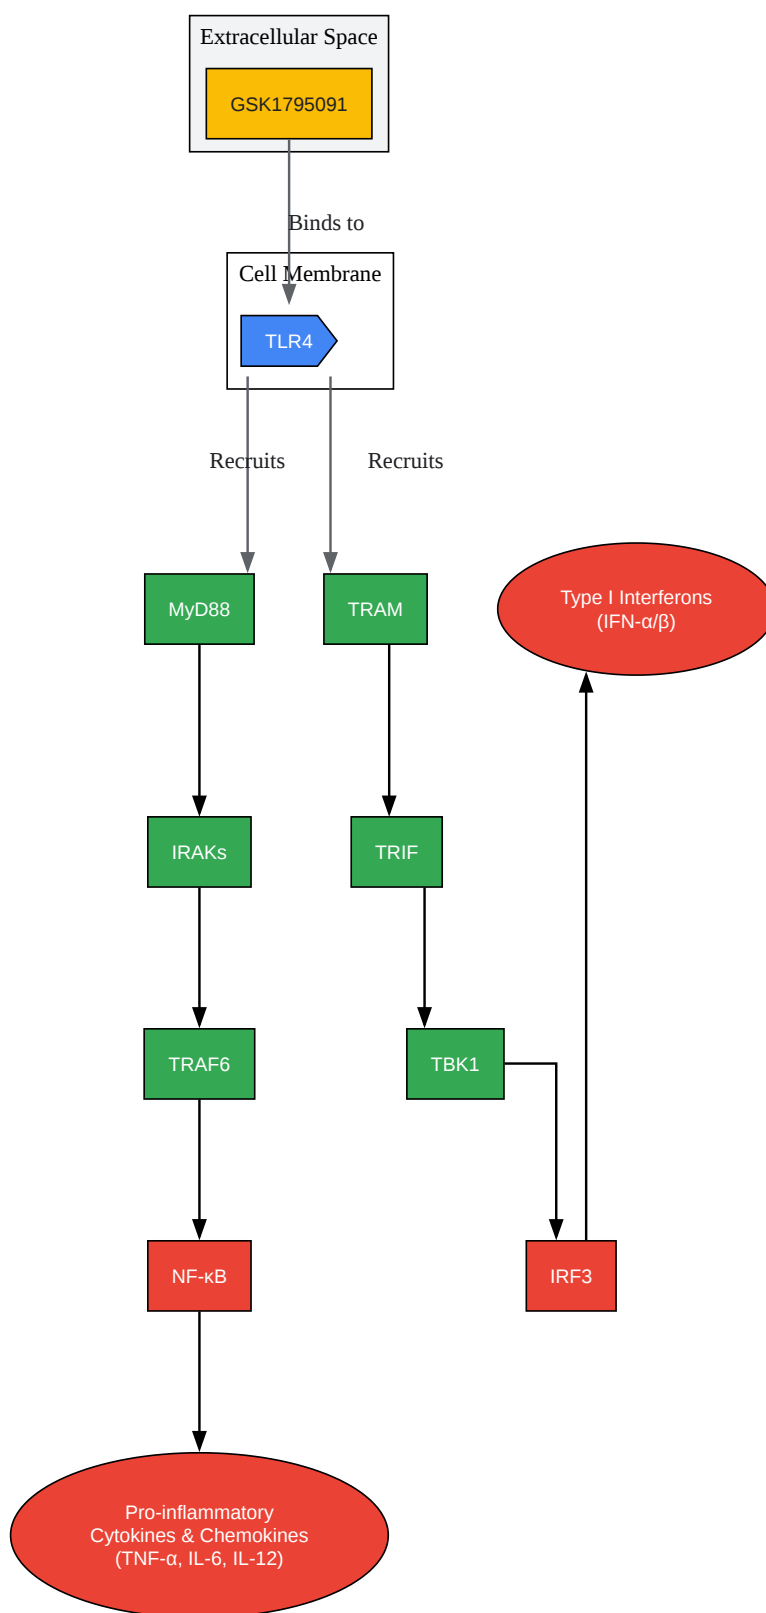 Extracellular Space
GSK1795091
Binds to
Cell Membrane
TLR4
Recruits
Recruits
MyD88
TRAM
Type I Interferons
(IFN-α/β)
IRAKs
TRIF
TRAF6
TBK1
NF-κB
IRF3
Pro-inflammatory
Cytokines & Chemokines
(TNF-α, IL-6, IL-12)